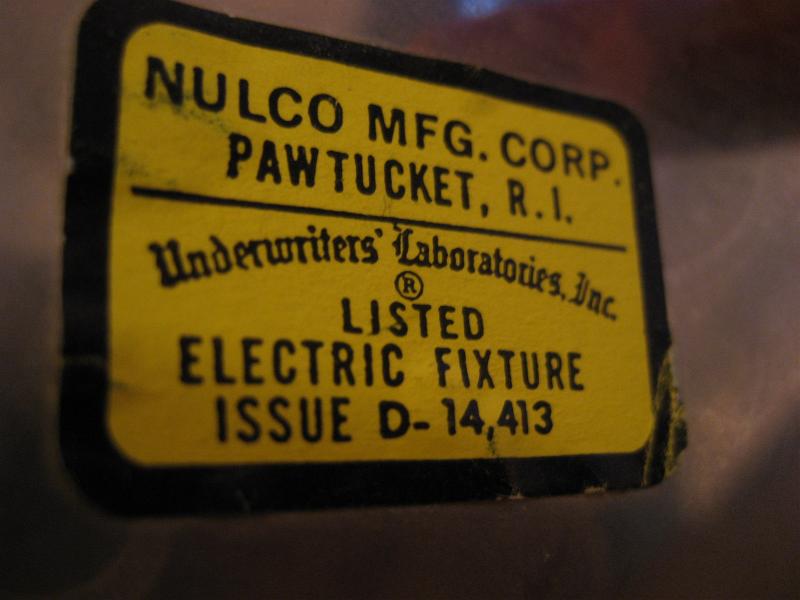 NULCO MFG. CORP.
PAWTUCKET, R.I.
Underwriters' Laboratories, Inc.
®
LISTED
ELECTRIC FIXTURE
ISSUE D-14,413